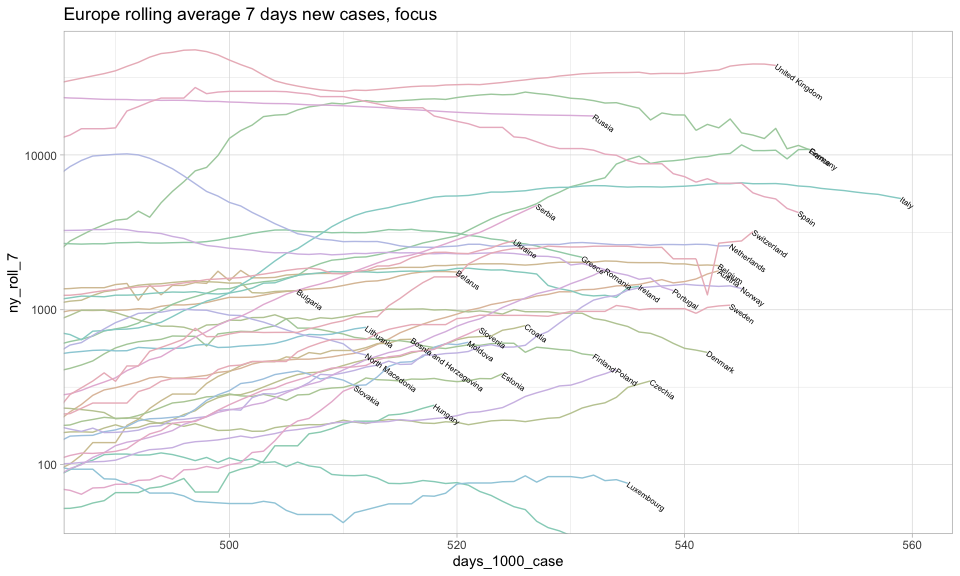 Europe rolling average 7 days new cases, focus
ny_roll_7
10000
1000
100
United Kingdom
Russia
Germany
Italy
Serbia
Spain
Switzerland
Ukraine
Netherlands
Greece
Romania
Belarus
Belgium
Norway
Ireland
Portugal
Bulgaria
Sweden
Lithuania
Slovenia
Croatia
Bosnia and Herzegovina
Moldova
Denmark
North Macedonia
Finland
Poland
Estonia
Czechia
Slovakia
Hungary
Luxembourg
500
520
540
560
days_1000_case